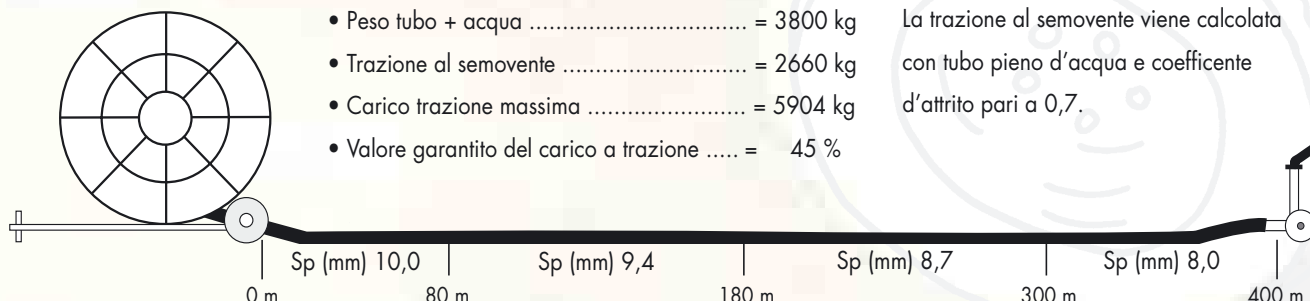 • Peso tubo + acqua ................................ = 3800 kg
• Trazione al semovente ........................... = 2660 kg
• Carico trazione massima ....................... = 5904 kg
• Valore garantito del carico a trazione ..... = 45 %
La trazione al semovente viene calcolata
con tubo pieno d'acqua e coefficente
d'attrito pari a 0,7.
Sp (mm) 10,0 Sp (mm) 9,4 Sp (mm) 8,7 Sp (mm) 8,0
0 m 80 m 180 m 300 m 400 m